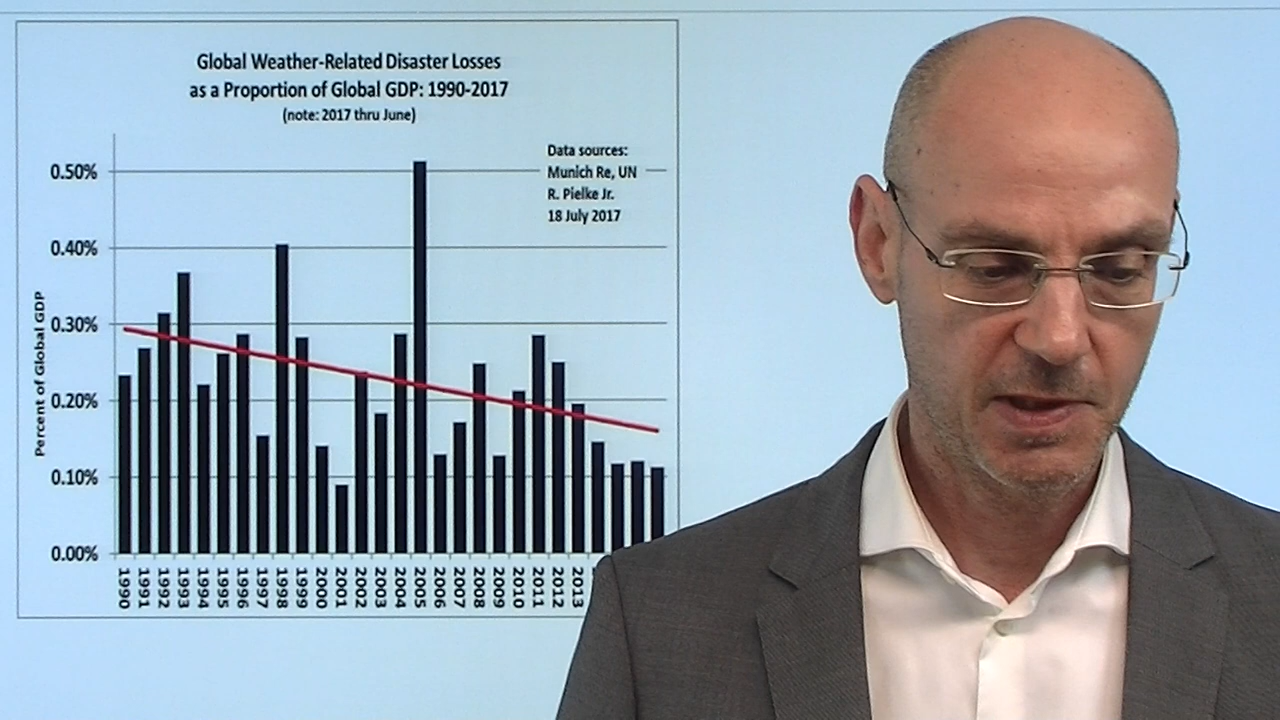 Global Weather-Related Disaster Losses
as a Proportion of Global GDP: 1990-2017
(note: 2017 thru June)
Data sources:
Munich Re, UN
R. Pielke Jr.
18 July 2017
Percent of Global GDP
0.50%
0.40%
0.30%
0.20%
0.10%
0.00%
1990 1991 1992 1993 1994 1995 1996 1997 1998 1999 2000 2001 2002 2003 2004 2005 2006 2007 2008 2009 2010 2011 2012 2013